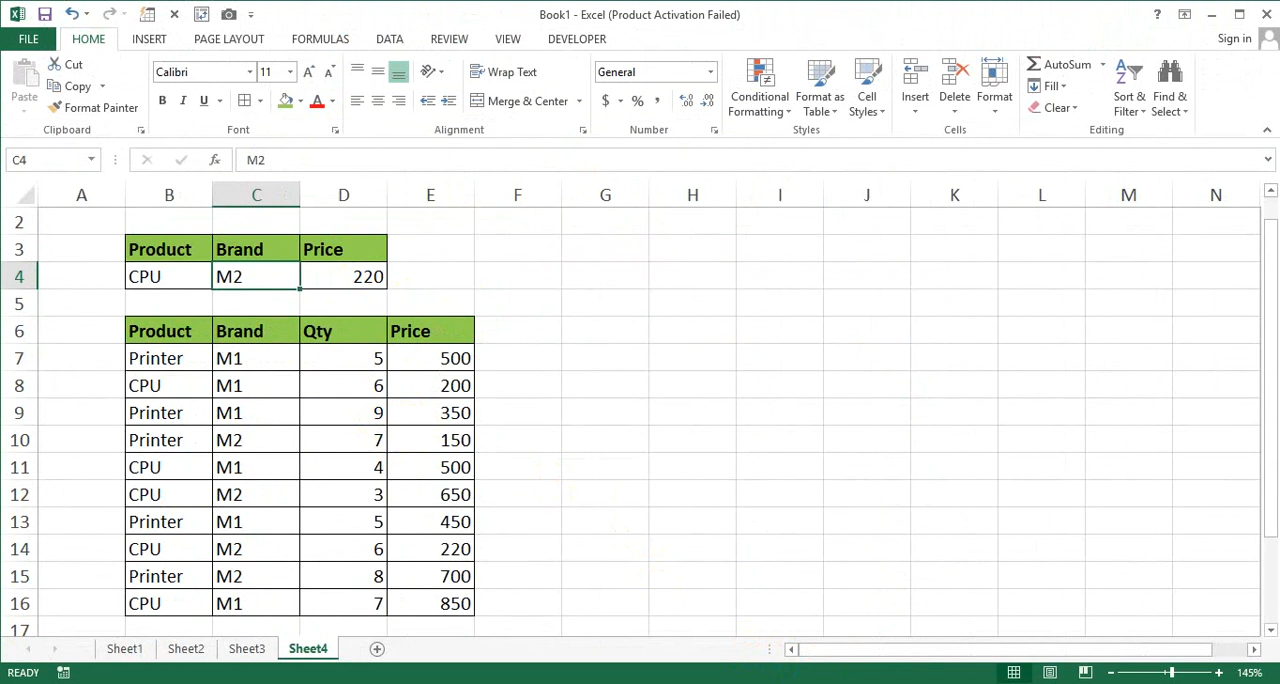 Book1 - Excel (Product Activation Failed)
FILE HOME INSERT PAGE LAYOUT FORMULAS DATA REVIEW VIEW DEVELOPER Sign in
Paste Cut Calibri 11 Wrap Text General Conditional Formatting Format as Table Cell Styles Insert Delete Format AutoSum Sort & Filter Find & Select
Copy Fill
Format Painter B I U Merge & Center $ % , Clear
Clipboard Font Alignment Number Styles Cells Editing
C4 fx M2
A B C D E F G H I J K L M N
2
3 Product Brand Price
4 CPU M2 220
5
6 Product Brand Qty Price
7 Printer M1 5 500
8 CPU M1 6 200
9 Printer M1 9 350
10 Printer M2 7 150
11 CPU M1 4 500
12 CPU M2 3 650
13 Printer M1 5 450
14 CPU M2 6 220
15 Printer M2 8 700
16 CPU M1 7 850
17
Sheet1 Sheet2 Sheet3 Sheet4
READY 145%